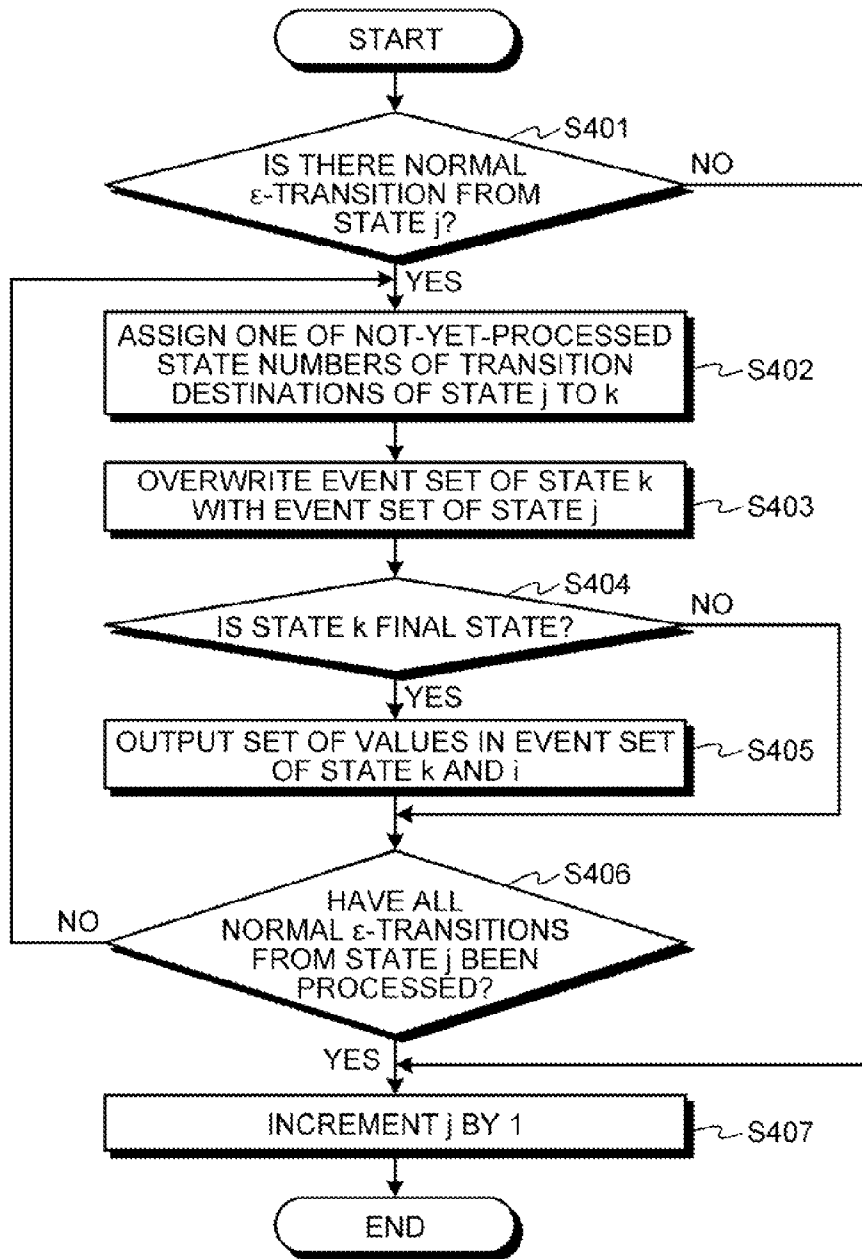 START
S401
IS THERE NORMAL
ε-TRANSITION FROM
STATE j?
NO
YES
ASSIGN ONE OF NOT-YET-PROCESSED
STATE NUMBERS OF TRANSITION
DESTINATIONS OF STATE j TO k
S402
OVERWRITE EVENT SET OF STATE k
WITH EVENT SET OF STATE j
S403
S404
IS STATE k FINAL STATE?
NO
YES
OUTPUT SET OF VALUES IN EVENT SET
OF STATE k AND i
S405
S406
HAVE ALL
NORMAL ε-TRANSITIONS
FROM STATE j BEEN
PROCESSED?
NO
YES
INCREMENT j BY 1
S407
END